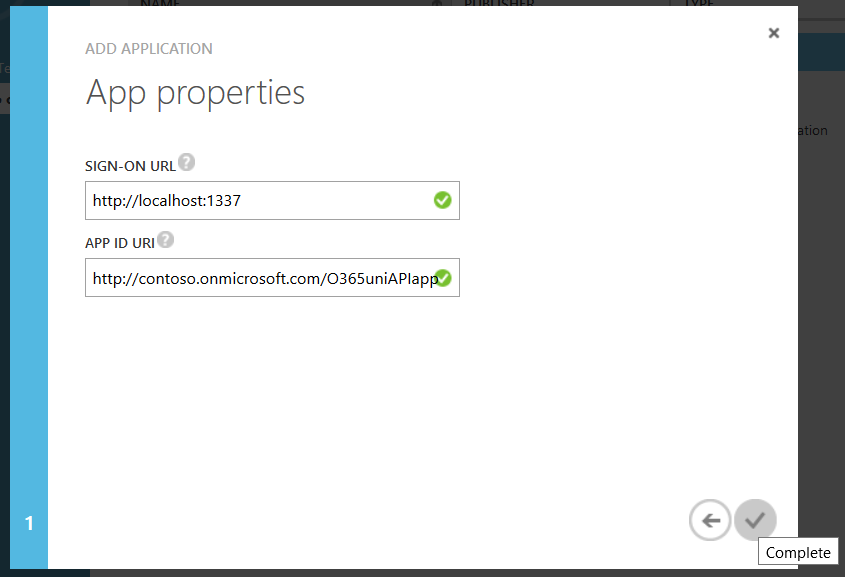 NAME
PUBLISHER
TYPE
ADD APPLICATION
App properties
SIGN-ON URL ?
http://localhost:1337
APP ID URI ?
http://contoso.onmicrosoft.com/O365uniAPIapp
ation
1
Complete